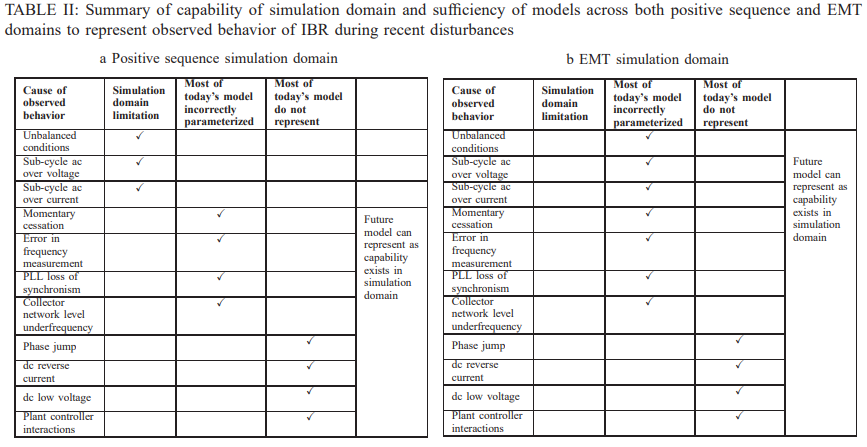 TABLE II: Summary of capability of simulation domain and sufficiency of models across both positive sequence and EMT
domains to represent observed behavior of IBR during recent disturbances
a Positive sequence simulation domain
Cause of
observed
behavior
Simulation
domain
limitation
Most of
today's model
incorrectly
parameterized
Most of
today's model
do not
represent
Unbalanced
conditions
✓
Sub-cycle ac
over voltage
✓
Sub-cycle ac
over current
✓
Momentary
cessation
✓
Error in
frequency
measurement
✓
PLL loss of
synchronism
✓
Collector
network level
underfrequency
✓
Phase jump
✓
dc reverse
current
✓
dc low voltage
✓
Plant controller
interactions
✓
Future
model can
represent as
capability
exists in
simulation
domain
b EMT simulation domain
Cause of
observed
behavior
Simulation
domain
limitation
Most of
today's model
incorrectly
parameterized
Most of
today's model
do not
represent
Unbalanced
conditions
✓
Sub-cycle ac
over voltage
✓
Sub-cycle ac
over current
✓
Momentary
cessation
✓
Error in
frequency
measurement
✓
PLL loss of
synchronism
✓
Collector
network level
underfrequency
✓
Phase jump
✓
dc reverse
current
✓
dc low voltage
✓
Plant controller
interactions
✓
Future
model can
represent as
capability
exists in
simulation
domain